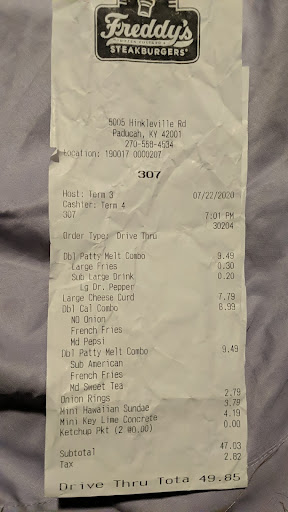 Freddy's
FROZEN CUSTARD &
STEAKBURGERS®
5005 Hinkleville Rd
Paducah, KY 42001
270-558-4534
Location: 190017 0000207
307
Host: Term 3 07/22/2020
Cashier: Term 4 7:01 PM
307 30204
Order Type: Drive Thru
Dbl Patty Melt Combo 9.49
Large Fries 0.30
Sub Large Drink 0.20
Lg Dr. Pepper
Large Cheese Curd 7.79
Dbl Cal Combo 8.99
NO Onion
French Fries
Md Pepsi
Dbl Patty Melt Combo 9.49
Sub American
French Fries
Md Sweet Tea
Onion Rings 2.79
Mini Hawaiian Sundae 3.79
Mini Key Lime Concrete 4.19
Ketchup Pkt (2 @0.00) 0.00
Subtotal 47.03
Tax 2.82
Drive Thru Tota 49.85